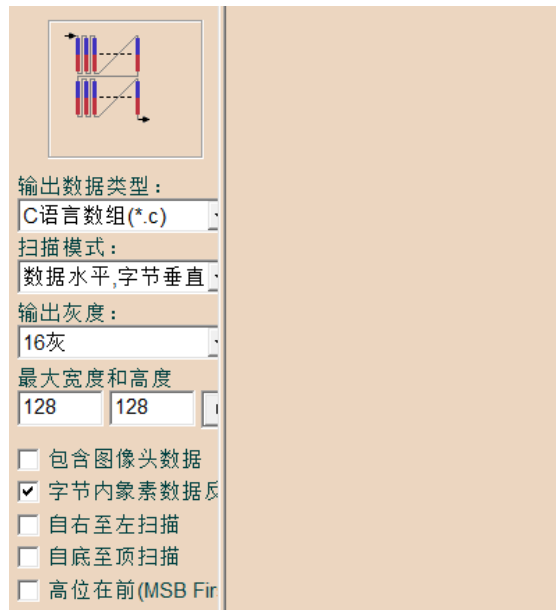 输出数据类型：
C语言数组(*.c)
扫描模式：
数据水平,字节垂直
输出灰度：
16灰
最大宽度和高度
128 128
包含图像头数据
字节内象素数据反
自右至左扫描
自底至顶扫描
高位在前(MSB Fir